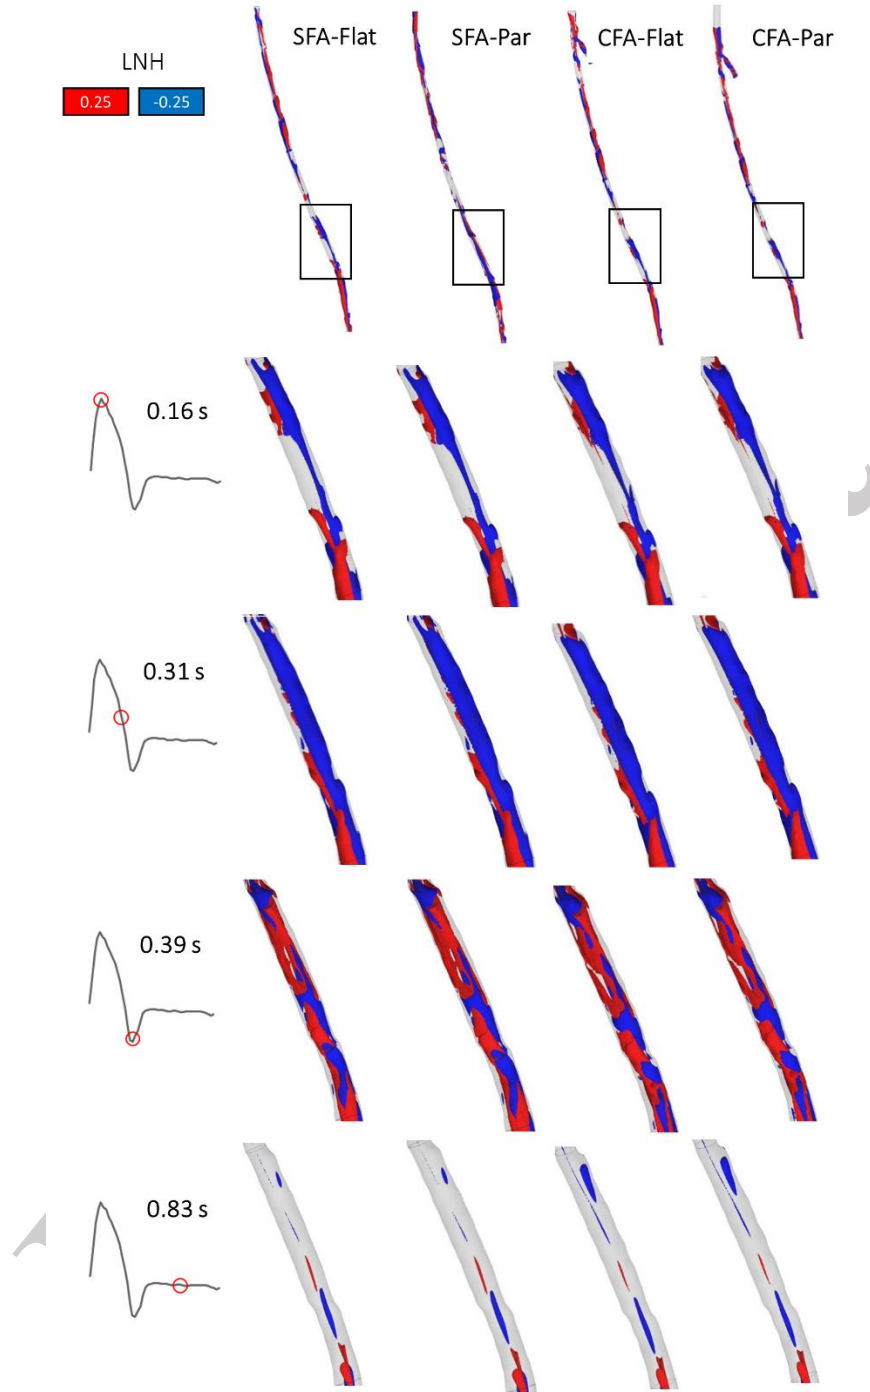 SFA-Flat SFA-Par CFA-Flat CFA-Par
LNH
0.25 -0.25
0.16 s
0.31 s
0.39 s
0.83 s